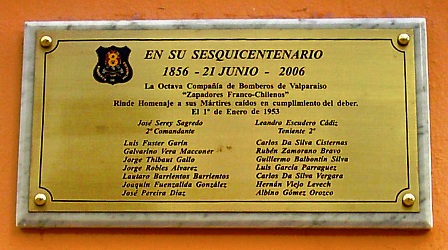 EN SU SESQUICENTENARIO
1856 - 21 JUNIO - 2006
La Octava Compañía de Bomberos de Valparaíso
"Zapadores Franco-Chilenos"
Rinde Homenaje a sus Mártires caídos en cumplimiento del deber.
El 1º de Enero de 1953
José Serey Sagredo
2º Comandante
Leandro Escudero Cádiz
Teniente 2º
Luis Fuster Garín
Galvarino Vera Macconer
Jorge Thibaut Gallo
Jorge Robles Alvarez
Lautaro Barrientos Barrientos
Joaquín Fuenzalida González
José Pereira Díaz
Carlos Da Silva Cisternas
Rubén Zamorano Bravo
Guillermo Balbontín Silva
Luis García Parraguez
Carlos Da Silva Vergara
Hernán Viejo Levech
Albino Gómez Orozco